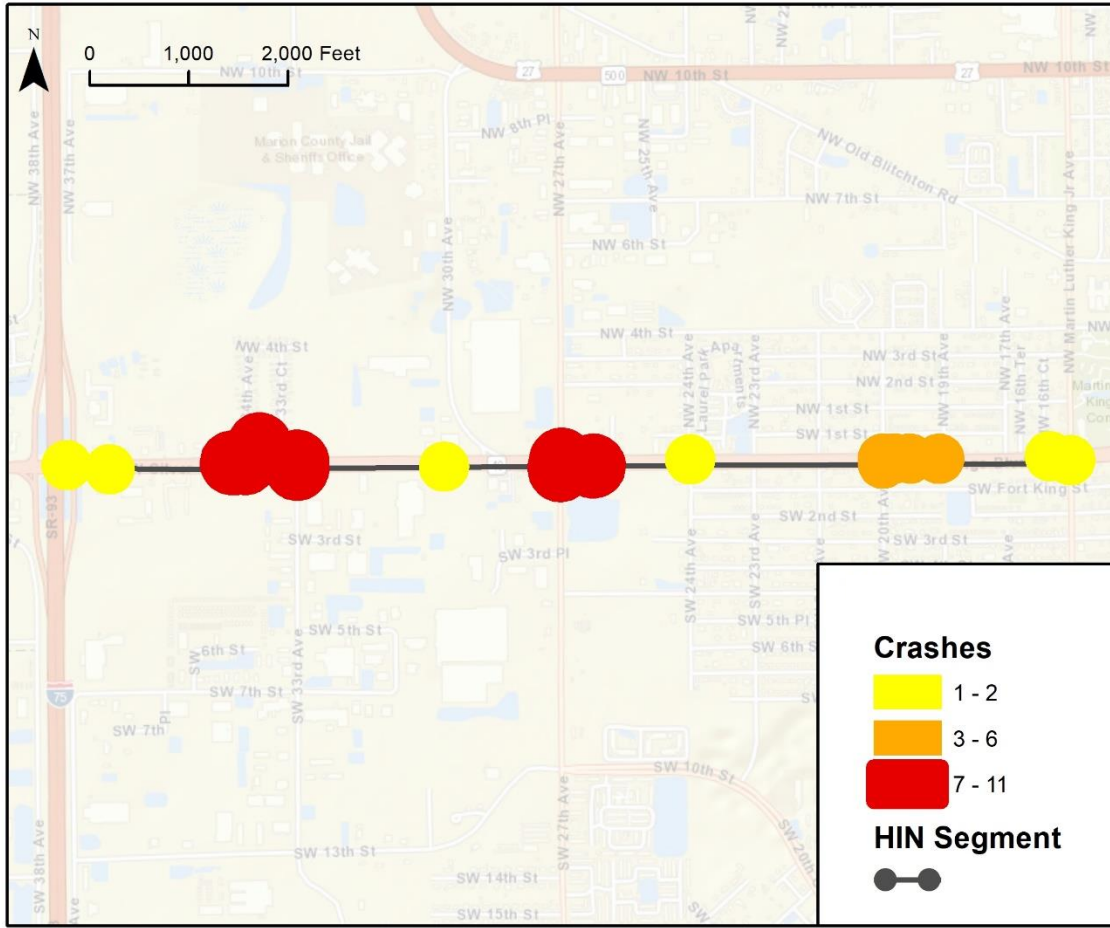 N
0 1,000 2,000 Feet
NW 10th St
27
500
NW 10th St
27
NW 10th St
NW 38th Ave
NW 37th Ave
Marion County Jail
& Sheriffs Office
NW 8th Pl
NW 27th Ave
NW 25th Ave
NW Old Blitchton Rd
NW Martin Luther King Jr Ave
NW 7th St
NW 6th St
NW 30th Ave
NW 4th St
NW 4th St
33rd Ct
NW 24th Ave
Laurel Park
NW 23rd Ave
NW 3rd St
NW 2nd St
NW 1st St
SW 1st St
NW 19th Ave
NW 17th Ave
NW 16th Ter
16th Ct
SR-93
SW Fort King St
SW 2nd St
SW 3rd St
SW 3rd St
SW 3rd Pl
SW 20th Ave
SW 24th Ave
SW 23rd Ave
SW 5th St
SW 5th Pl
SW 6th St
SW 6th St
SW 33rd Ave
SW 7th St
75
SW 7th Pl
SW 10th St
SW 27th Ave
SW 20th
SW 13th St
SW 38th Ave
SW 14th St
SW 15th St
Crashes
1 - 2
3 - 6
7 - 11
HIN Segment